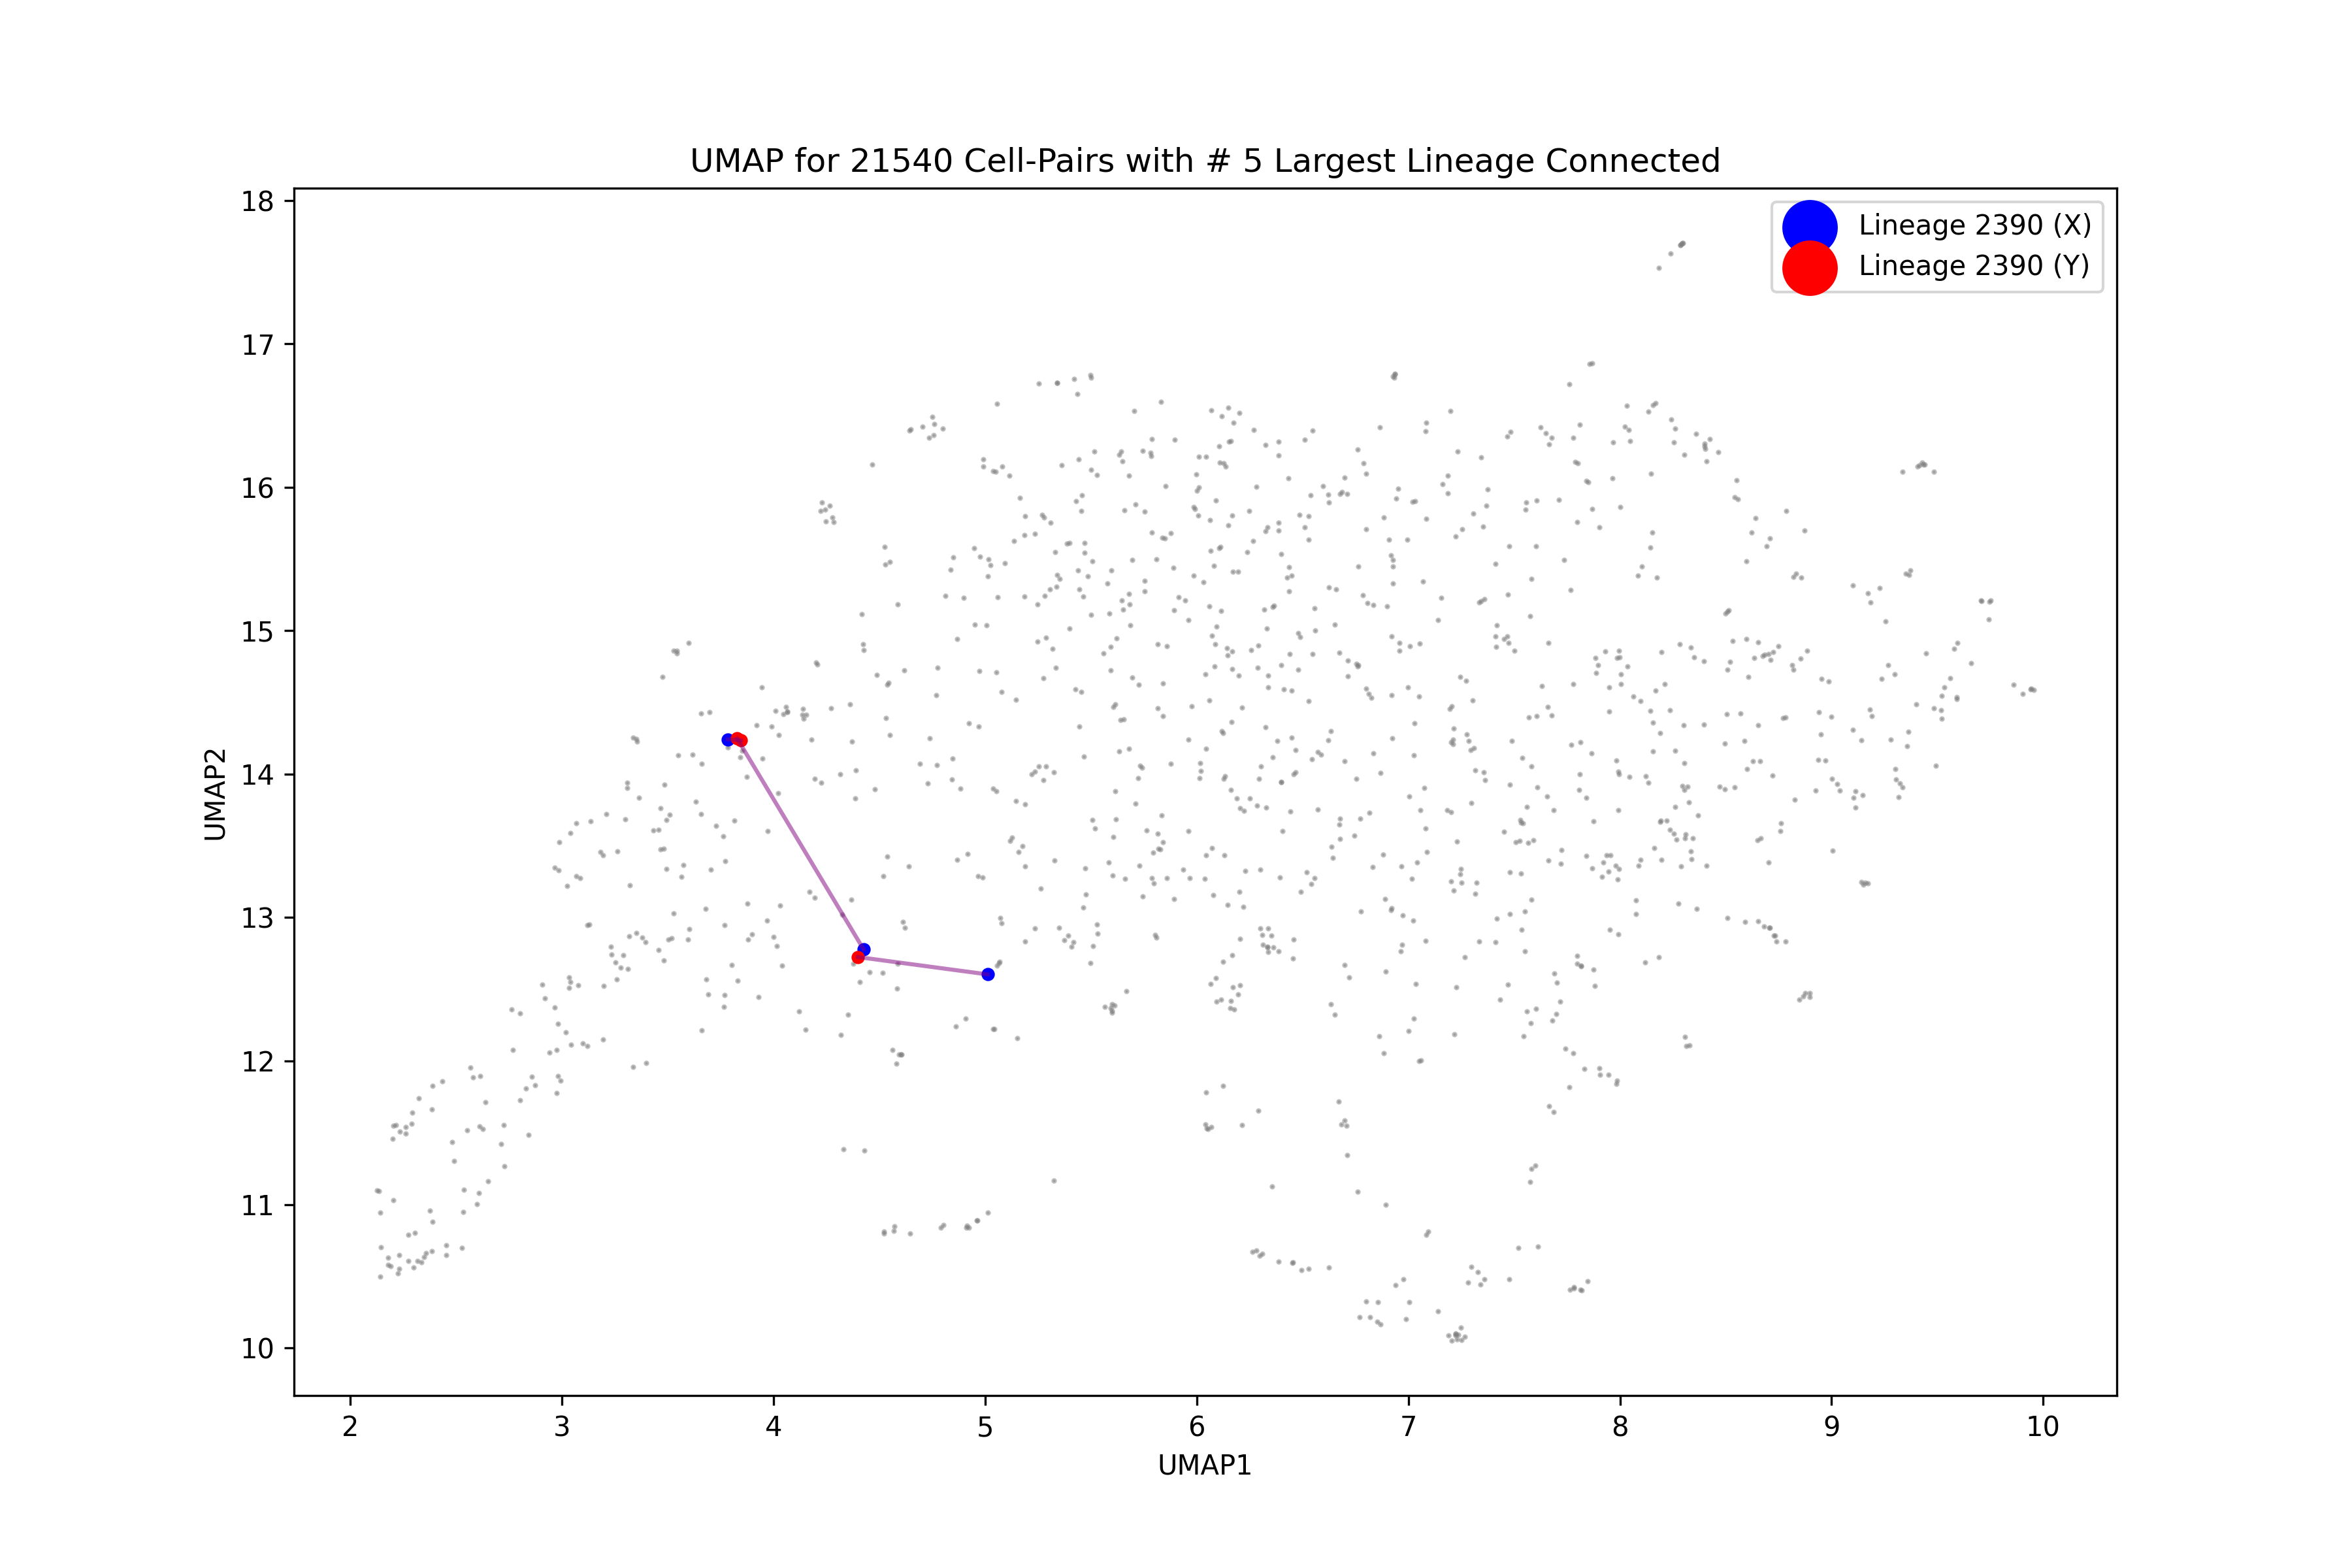 UMAP for 21540 Cell-Pairs with # 5 Largest Lineage Connected
Lineage 2390 (X)
Lineage 2390 (Y)
18
17
16
15
14
13
12
11
10
UMAP2
2 3 4 5 6 7 8 9 10
UMAP1